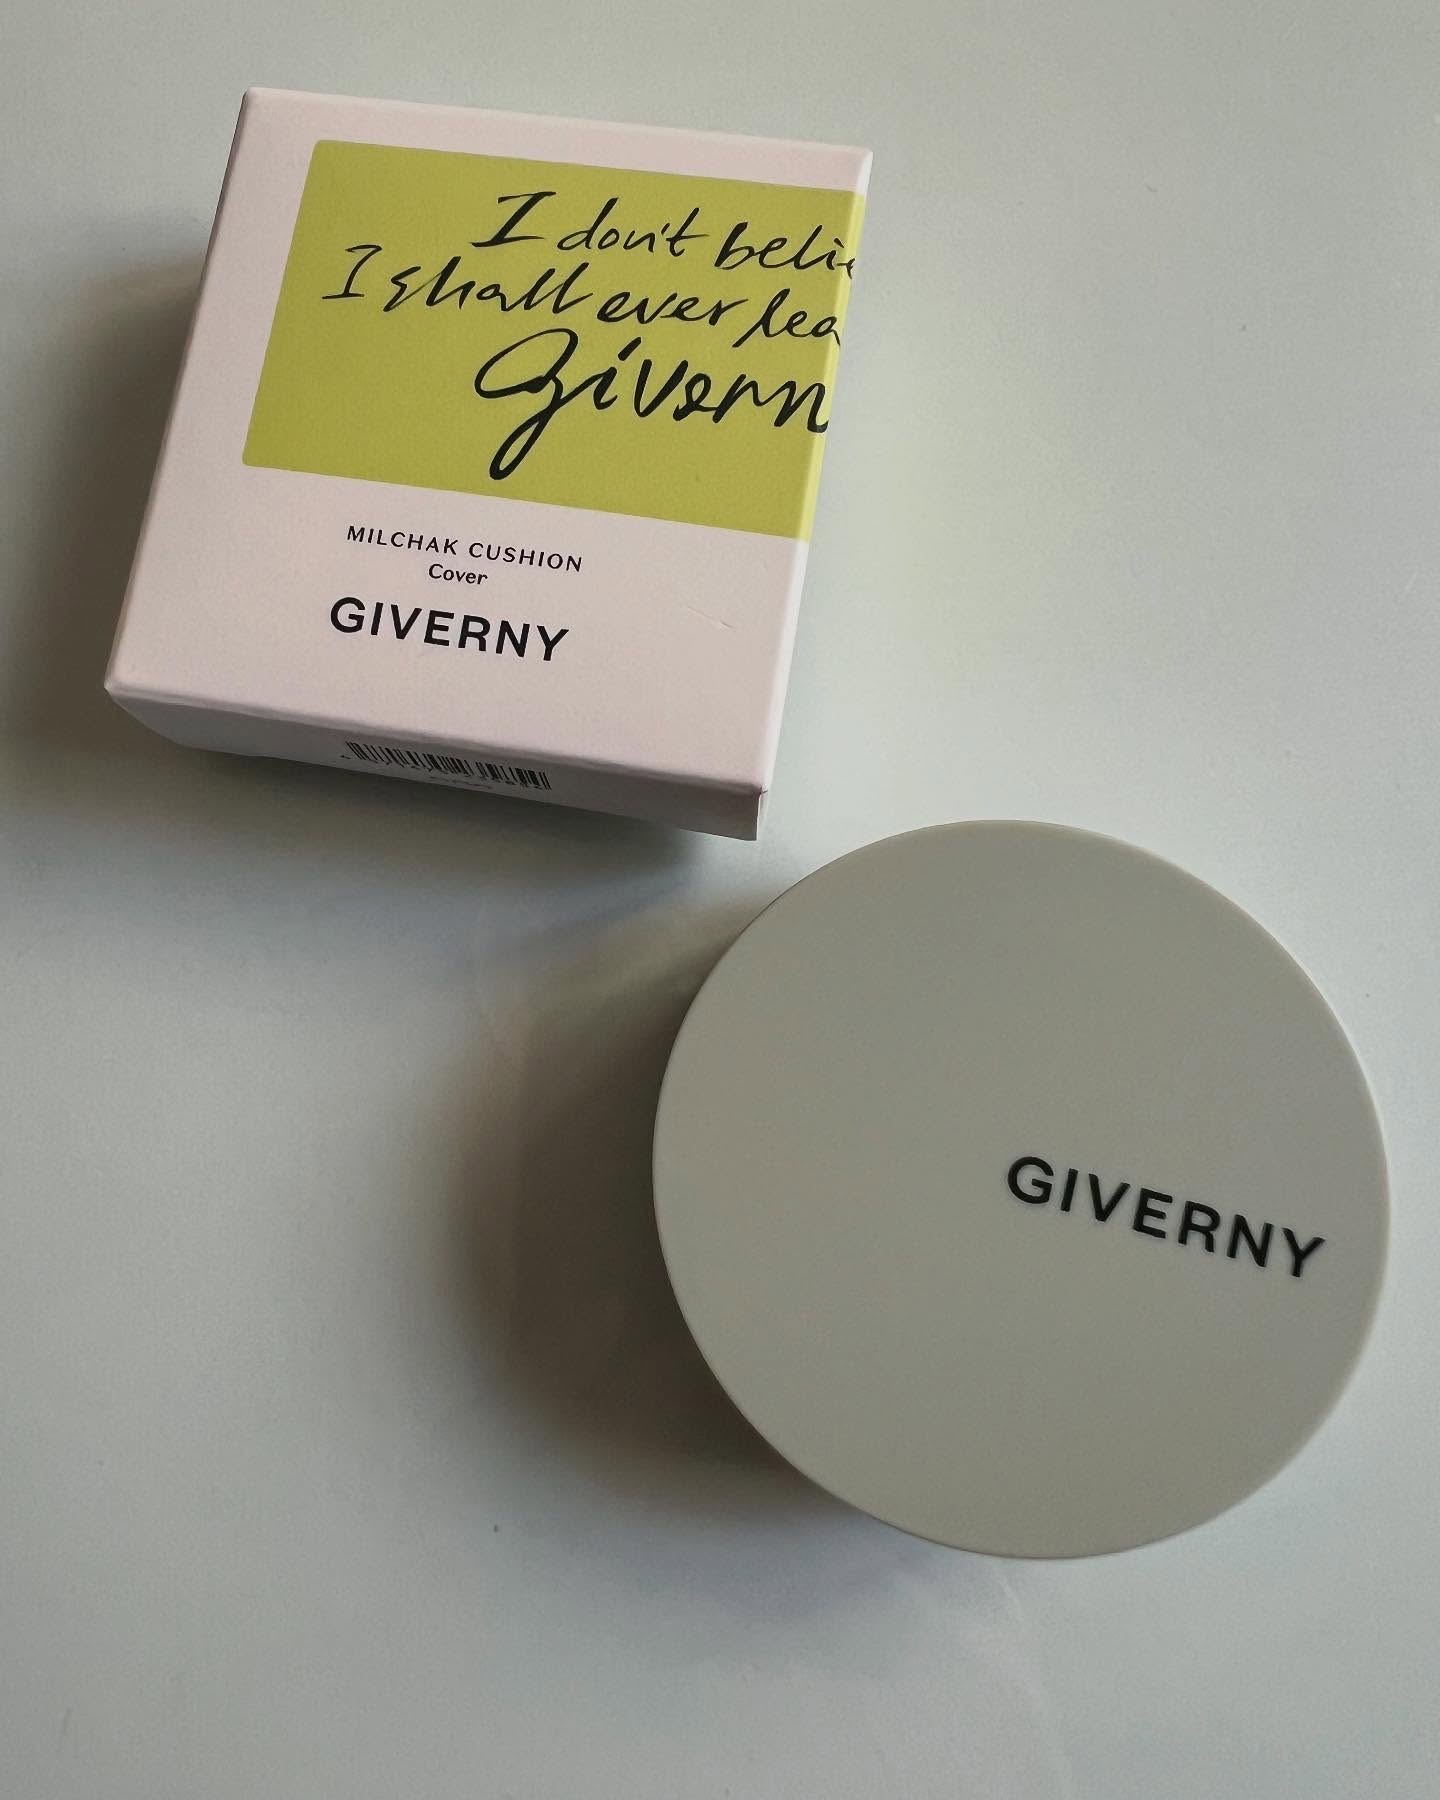 I don't belie
I shall ever lea
Givern
MILCHAK CUSHION
Cover
GIVERNY
GIVERNY